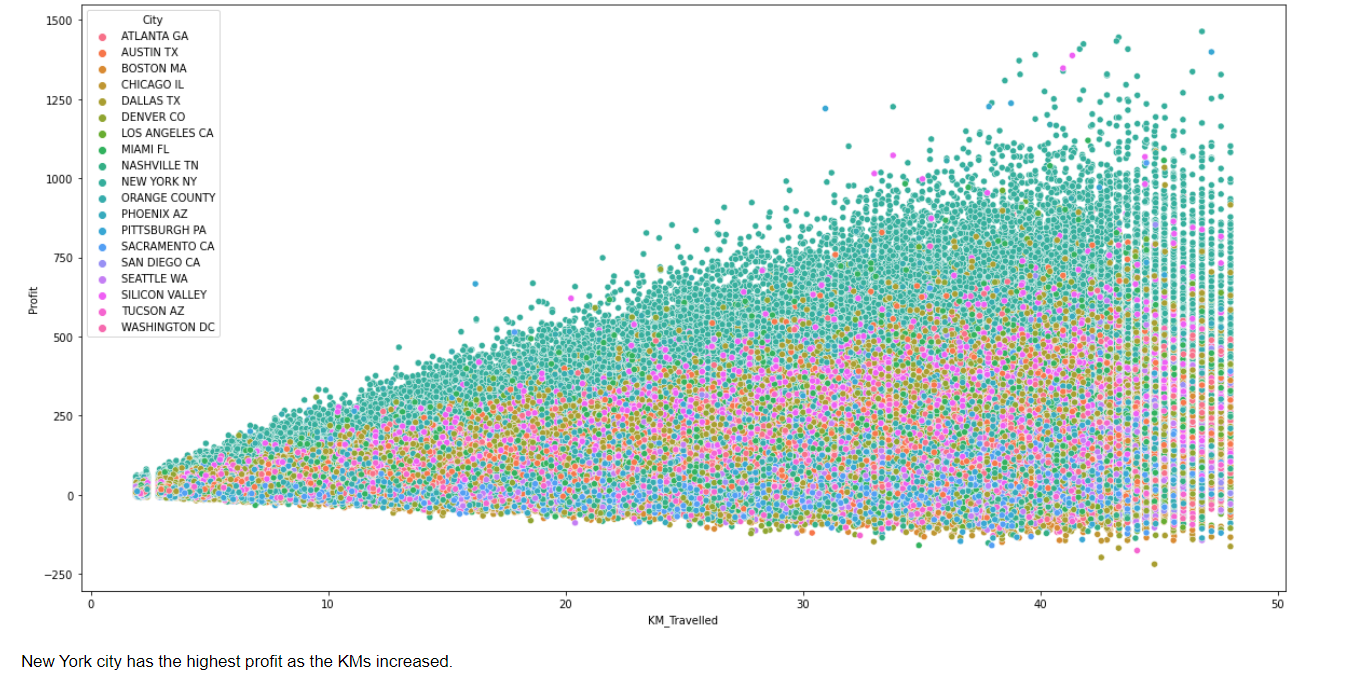 City
ATLANTA GA
AUSTIN TX
BOSTON MA
CHICAGO IL
DALLAS TX
DENVER CO
LOS ANGELES CA
MIAMI FL
NASHVILLE TN
NEW YORK NY
ORANGE COUNTY
PHOENIX AZ
PITTSBURGH PA
SACRAMENTO CA
SAN DIEGO CA
SEATTLE WA
SILICON VALLEY
TUCSON AZ
WASHINGTON DC
1500
1250
1000
750
500
250
0
−250
Profit
0 10 20 30 40 50
KM_Travelled
New York city has the highest profit as the KMs increased.